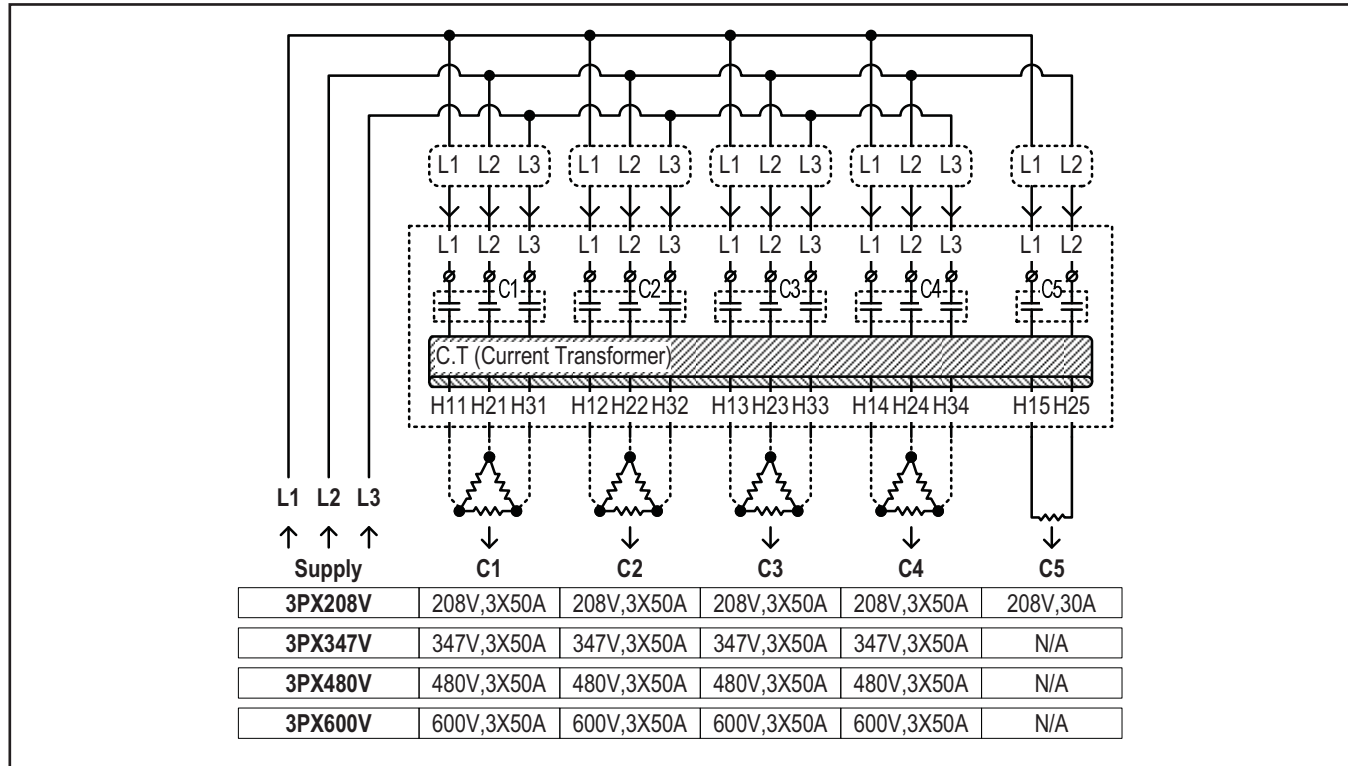 L1 L2 L3 L1 L2 L3 L1 L2 L3 L1 L2 L3 L1 L2
L1 L2 L3 L1 L2 L3 L1 L2 L3 L1 L2 L3 L1 L2
C1 C2 C3 C4 C5
C.T (Current Transformer)
H11 H21 H31 H12 H22 H32 H13 H23 H33 H14 H24 H34 H15 H25
L1 L2 L3
Supply C1 C2 C3 C4 C5
3PX208V 208V,3X50A 208V,3X50A 208V,3X50A 208V,3X50A 208V,30A
3PX347V 347V,3X50A 347V,3X50A 347V,3X50A 347V,3X50A N/A
3PX480V 480V,3X50A 480V,3X50A 480V,3X50A 480V,3X50A N/A
3PX600V 600V,3X50A 600V,3X50A 600V,3X50A 600V,3X50A N/A